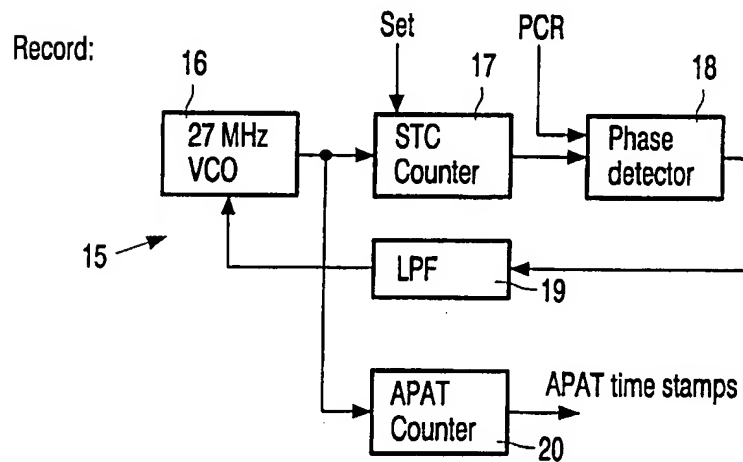 Record:
Set
PCR
16
17
18
27 MHz
VCO
STC
Counter
Phase
detector
15
LPF
19
APAT
Counter
20
APAT time stamps